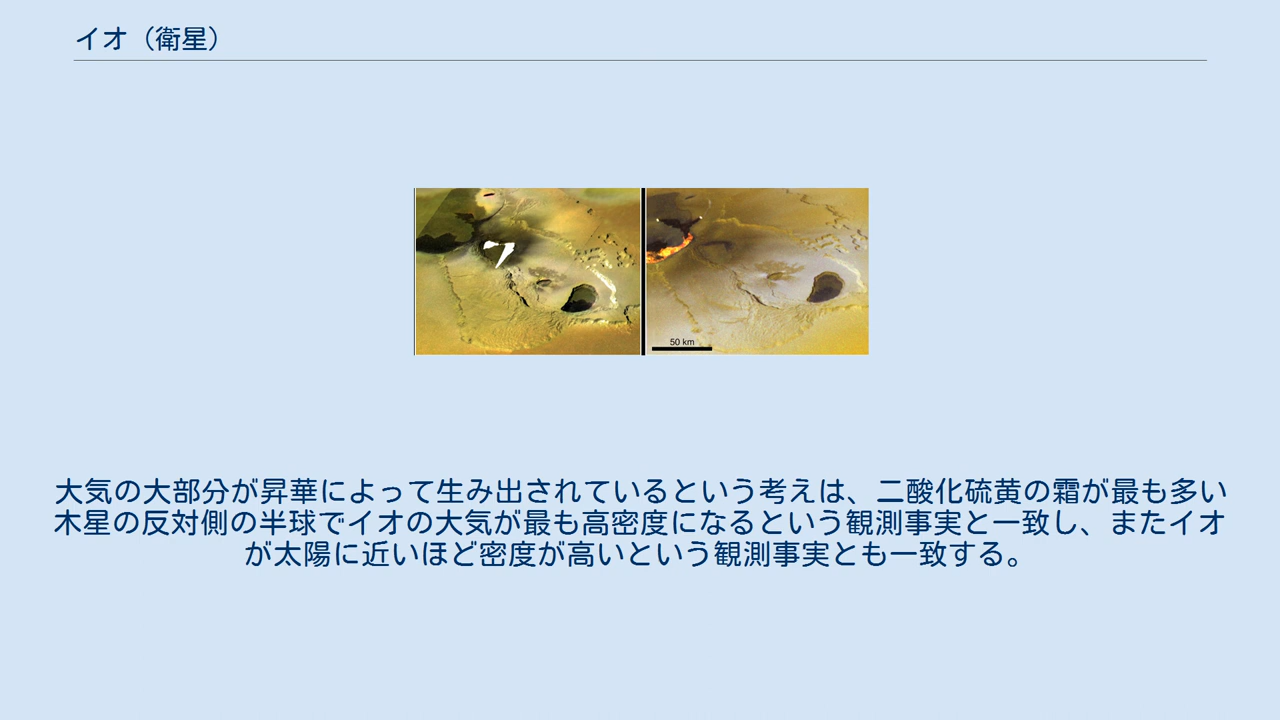 イオ（衛星）
50 km
大気の大部分が昇華によって生み出されているという考えは、二酸化硫黄の霜が最も多い
木星の反対側の半球でイオの大気が最も高密度になるという観測事実と一致し、またイオ
が太陽に近いほど密度が高いという観測事実とも一致する。